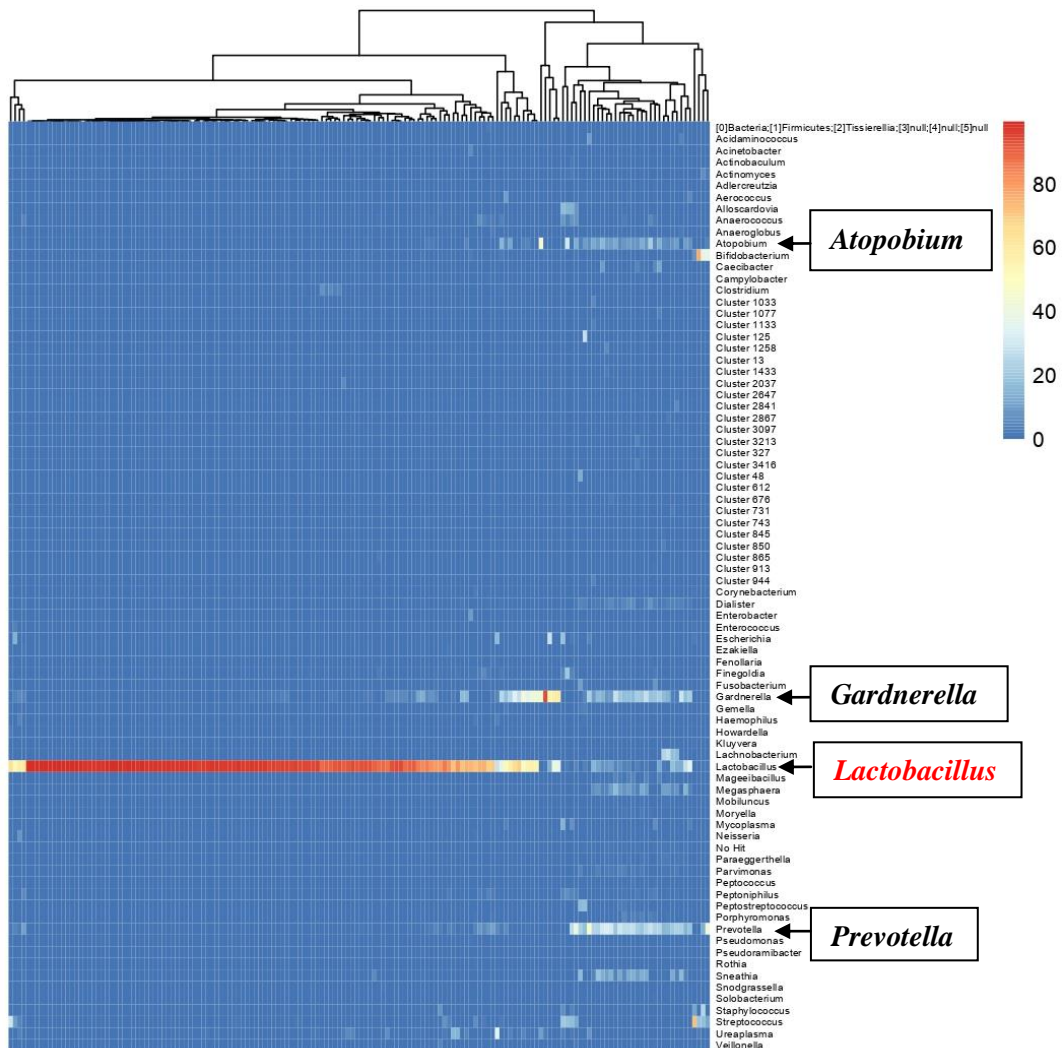 [0]Bacteria;[1]Firmicutes;[2]Tissierellia;[3]null;[4]null;[5]null
Acidaminococcus
Acinetobacter
Actinobaculum
Actinomyces
Adlercreutzia
Aerococcus
Alloscardovia
Anaerococcus
Anaeroglobus
Atopobium
Bifidobacterium
Caecibacter
Campylobacter
Clostridium
Cluster 1033
Cluster 1077
Cluster 1133
Cluster 125
Cluster 1258
Cluster 13
Cluster 1433
Cluster 2037
Cluster 2647
Cluster 2841
Cluster 2867
Cluster 3097
Cluster 3213
Cluster 327
Cluster 3416
Cluster 48
Cluster 612
Cluster 676
Cluster 731
Cluster 743
Cluster 845
Cluster 850
Cluster 865
Cluster 913
Cluster 944
Corynebacterium
Dialister
Enterobacter
Enterococcus
Escherichia
Ezakiella
Fenollaria
Finegoldia
Fusobacterium
Gardnerella
Gemella
Haemophilus
Howardella
Kluyvera
Lachnobacterium
Lactobacillus
Mageeibacillus
Megasphaera
Mobiluncus
Moryella
Mycoplasma
Neisseria
No Hit
Paraeggerthella
Parvimonas
Peptococcus
Peptoniphilus
Peptostreptococcus
Porphyromonas
Prevotella
Pseudomonas
Pseudoramibacter
Rothia
Sneathia
Snodgrassella
Solobacterium
Staphylococcus
Streptococcus
Ureaplasma
Veillonella
Atopobium
Gardnerella
Lactobacillus
Prevotella
80
60
40
20
0